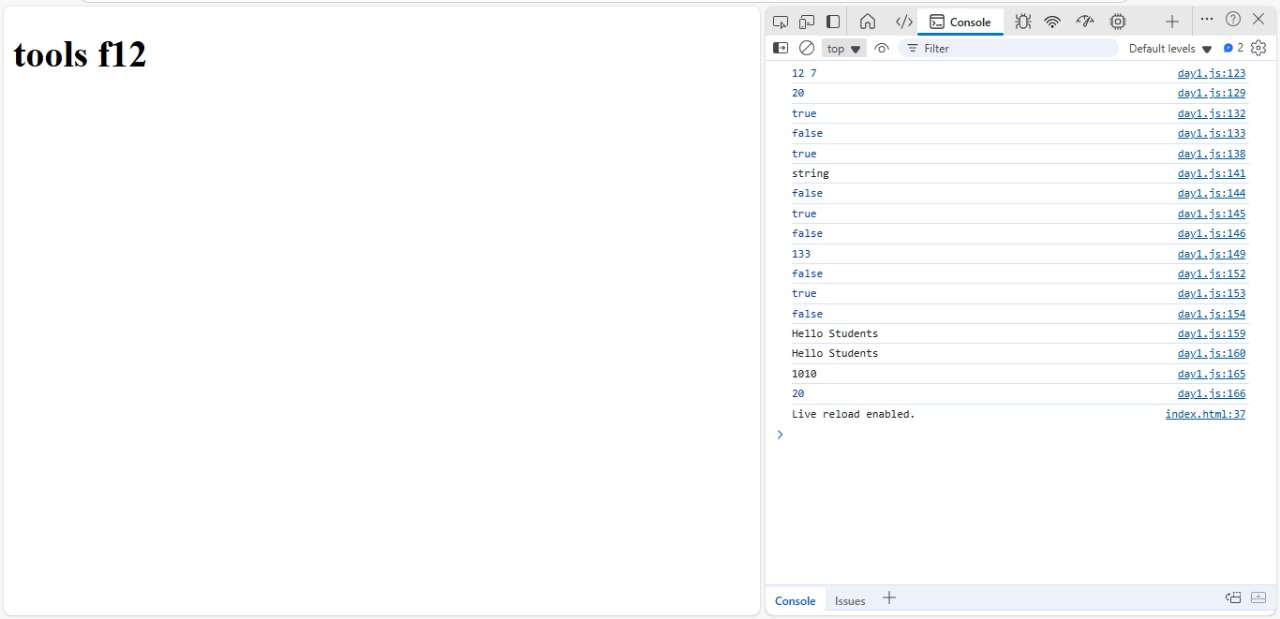 tools f12
Console
top
Filter
Default levels
2
12 7 day1.js:123
20 day1.js:129
true day1.js:132
false day1.js:133
true day1.js:138
string day1.js:141
false day1.js:144
true day1.js:145
false day1.js:146
133 day1.js:149
false day1.js:152
true day1.js:153
false day1.js:154
Hello Students day1.js:159
Hello Students day1.js:160
1010 day1.js:165
20 day1.js:166
Live reload enabled. index.html:37
Console Issues